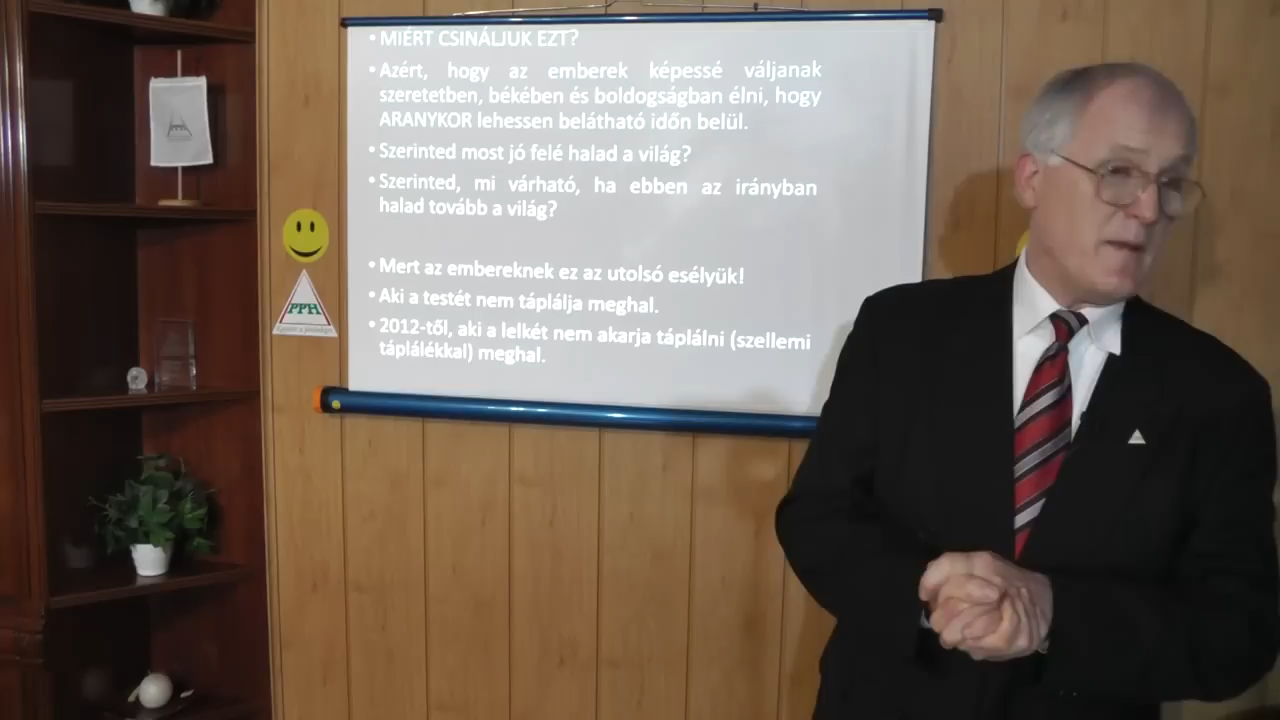 • MIÉRT CSINÁLJUK EZT?
• Azért, hogy az emberek képessé váljanak
szeretetben, békében és boldogságban élni, hogy
ARANYKOR lehessen belátható időn belül.
• Szerinted most jó felé halad a világ?
• Szerinted, mi várható, ha ebben az irányban
halad tovább a világ?
• Mert az embereknek ez az utolsó esélyük!
• Aki a testét nem táplálja meghal.
• 2012-től, aki a lelkét nem akarja táplálni (szellemi
táplálékkal) meghal.
PPH